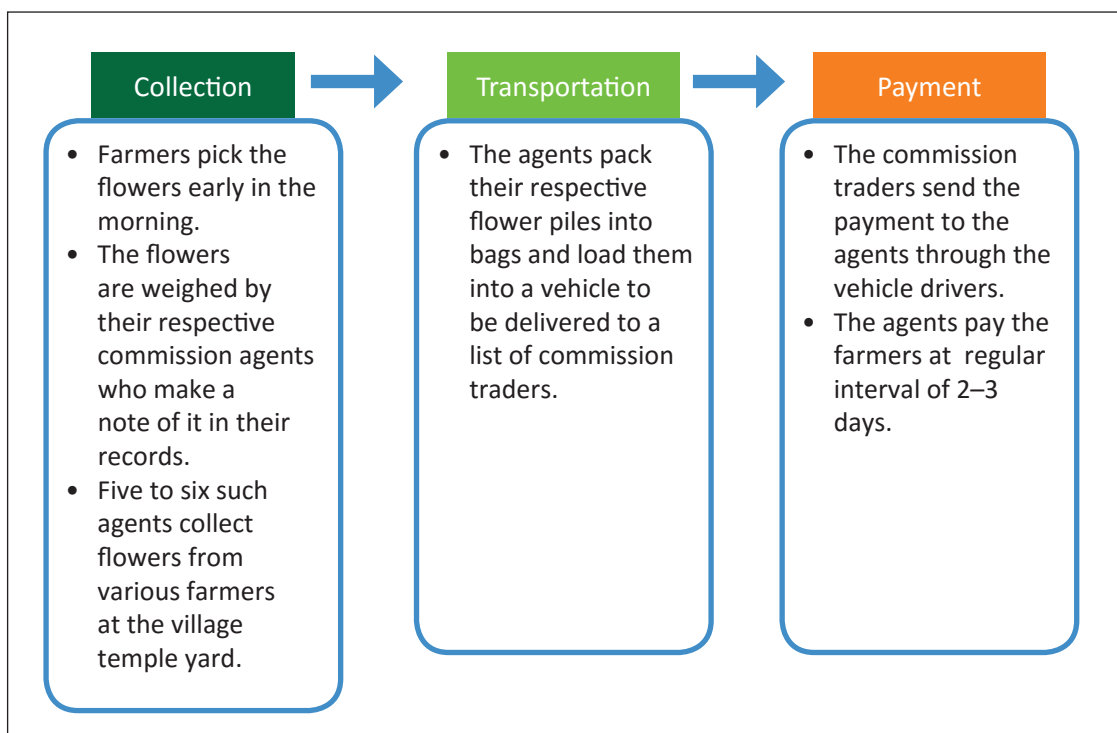 Collection
• Farmers pick the
flowers early in the
morning.
• The flowers
are weighed by
their respective
commission agents
who make a
note of it in their
records.
• Five to six such
agents collect
flowers from
various farmers
at the village
temple yard.
Transportation
• The agents pack
their respective
flower piles into
bags and load them
into a vehicle to
be delivered to a
list of commission
traders.
Payment
• The commission
traders send the
payment to the
agents through the
vehicle drivers.
• The agents pay the
farmers at regular
interval of 2–3
days.